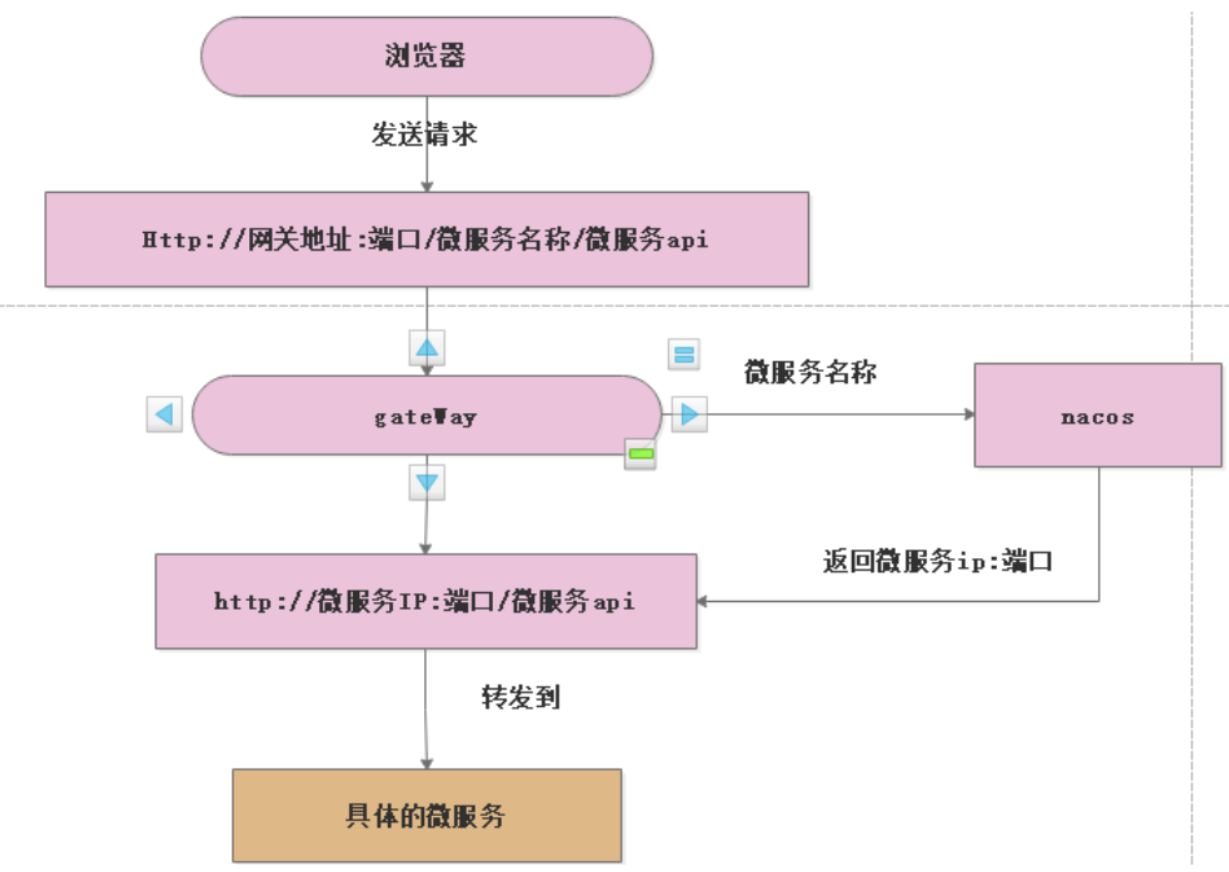 浏览器
发送请求
Http://网关地址:端口/微服务名称/微服务api
微服务名称
gateWay
nacos
返回微服务ip:端口
http://微服务IP:端口/微服务api
转发到
具体的微服务